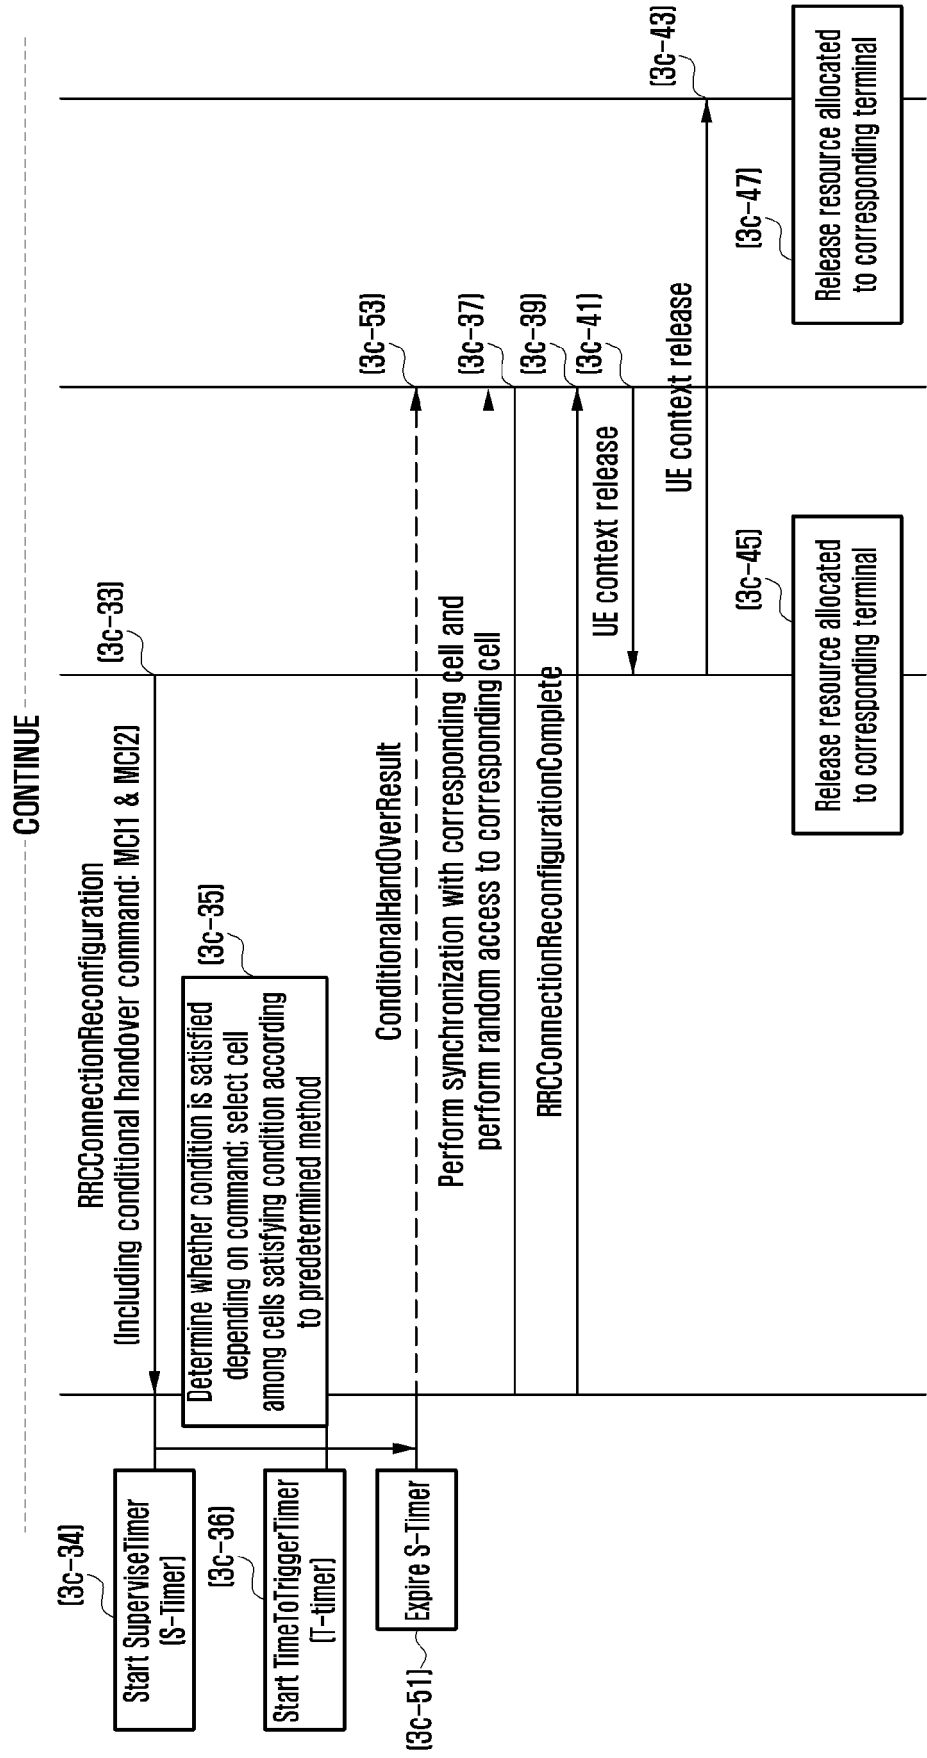 CONTINUE
RRCConnectionReconfiguration
(Including conditional handover command: MCI1 & MCI2)
(3c-33)
(3c-34)
Start SuperviseTimer
(S-Timer)
(3c-35)
Determine whether condition is satisfied
depending on command; select cell
among cells satisfying condition according
to predetermined method
(3c-36)
Start TimeToTriggerTimer
(T-timer)
Expire S-Timer
(3c-51)
ConditionalHandOverResult
(3c-53)
Perform synchronization with corresponding cell and
perform random access to corresponding cell
(3c-37)
RRCConnectionReconfigurationComplete
(3c-39)
UE context release
(3c-41)
UE context release
(3c-43)
(3c-45)
Release resource allocated
to corresponding terminal
(3c-47)
Release resource allocated
to corresponding terminal